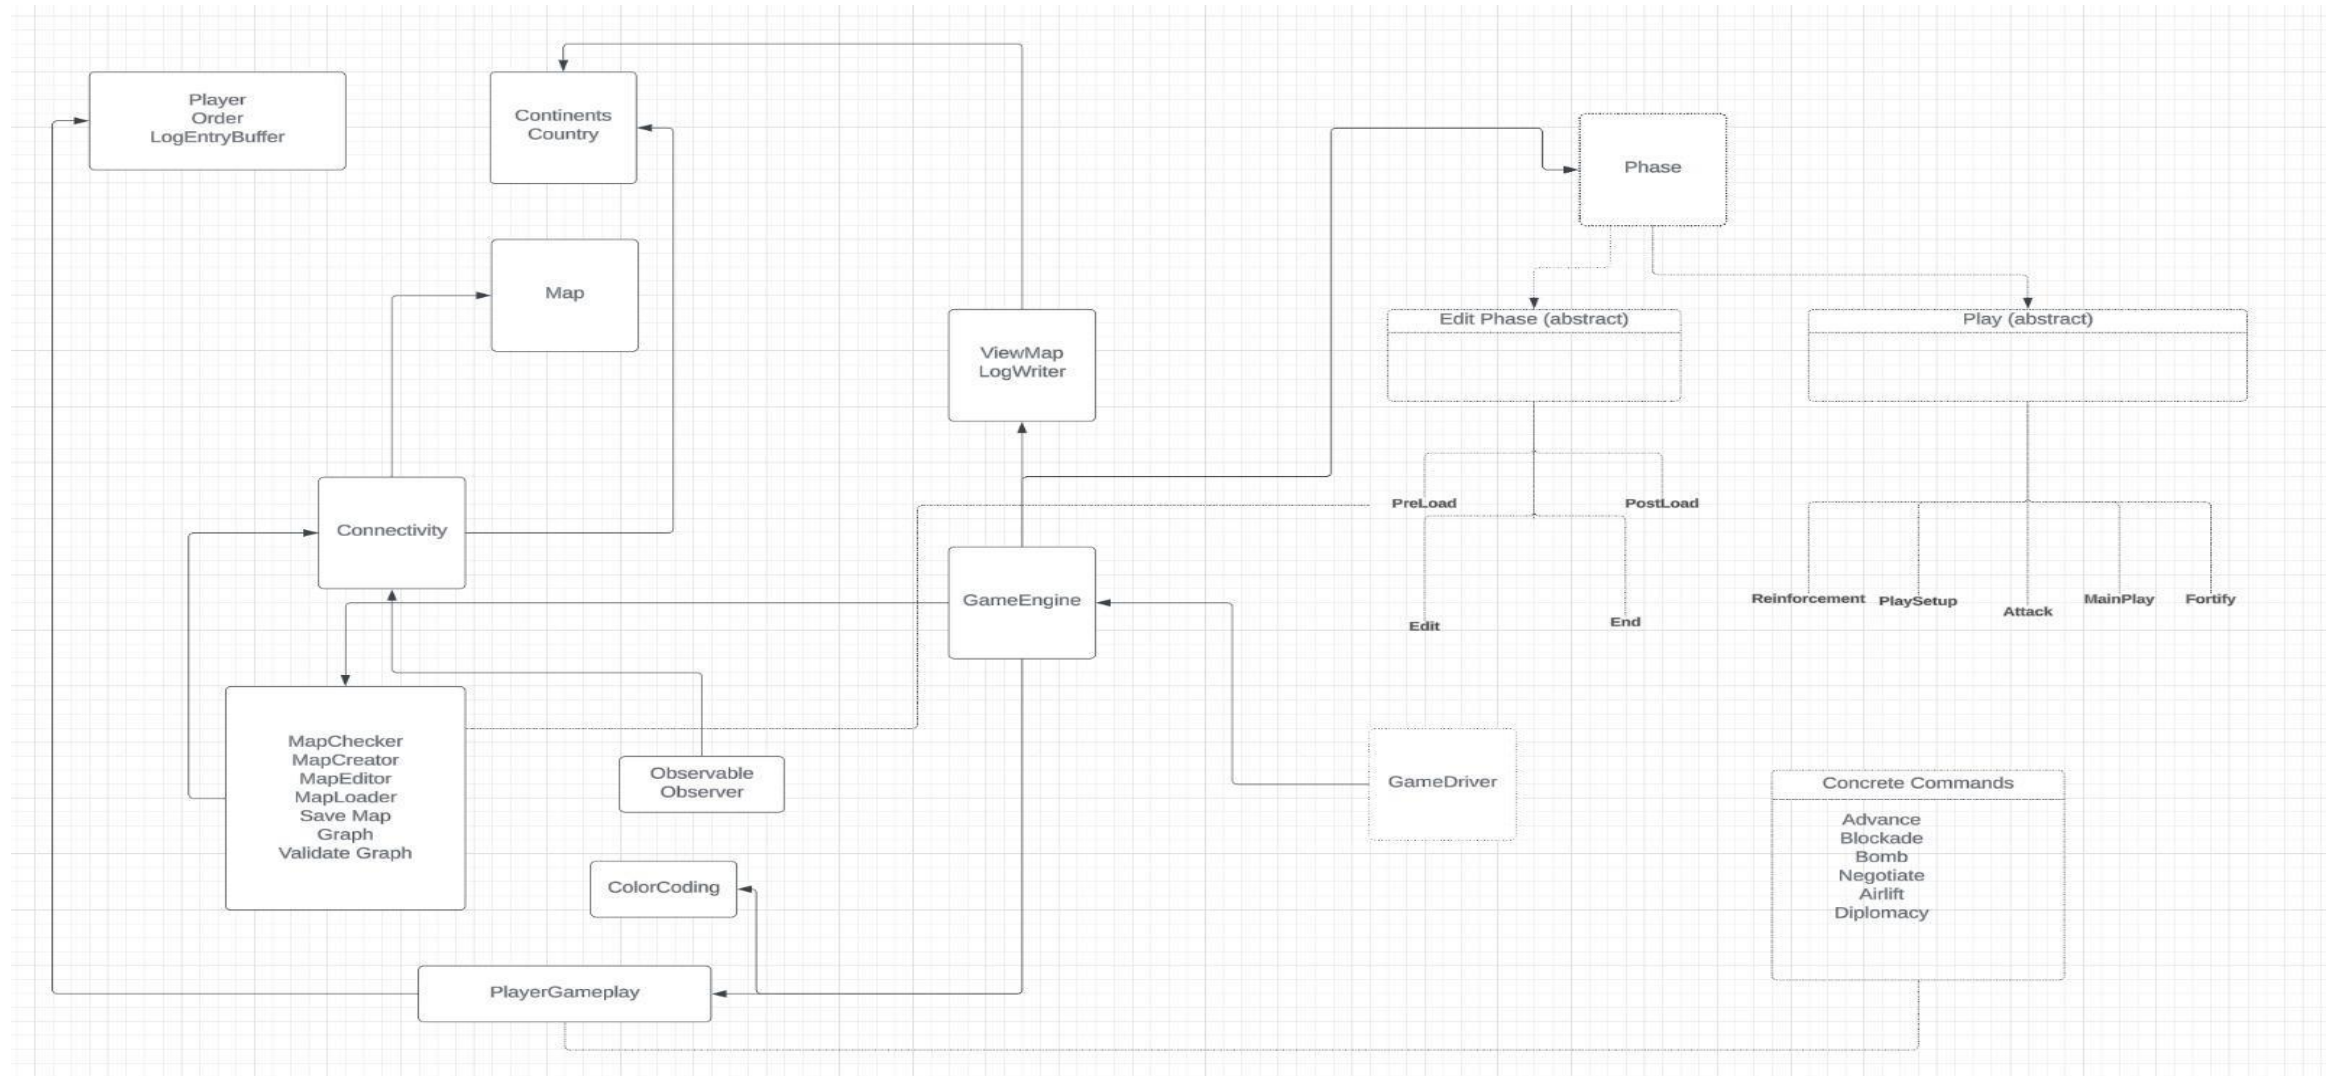 Player
Order
LogEntryBuffer
Continents
Country
Phase
Map
Edit Phase (abstract)
Play (abstract)
ViewMap
LogWriter
PreLoad
PostLoad
Connectivity
GameEngine
Reinforcement
PlaySetup
Attack
MainPlay
Fortify
Edit
End
MapChecker
MapCreator
MapEditor
MapLoader
Save Map
Graph
Validate Graph
Observable
Observer
GameDriver
Concrete Commands
Advance
Blockade
Bomb
Negotiate
Airlift
Diplomacy
ColorCoding
PlayerGameplay